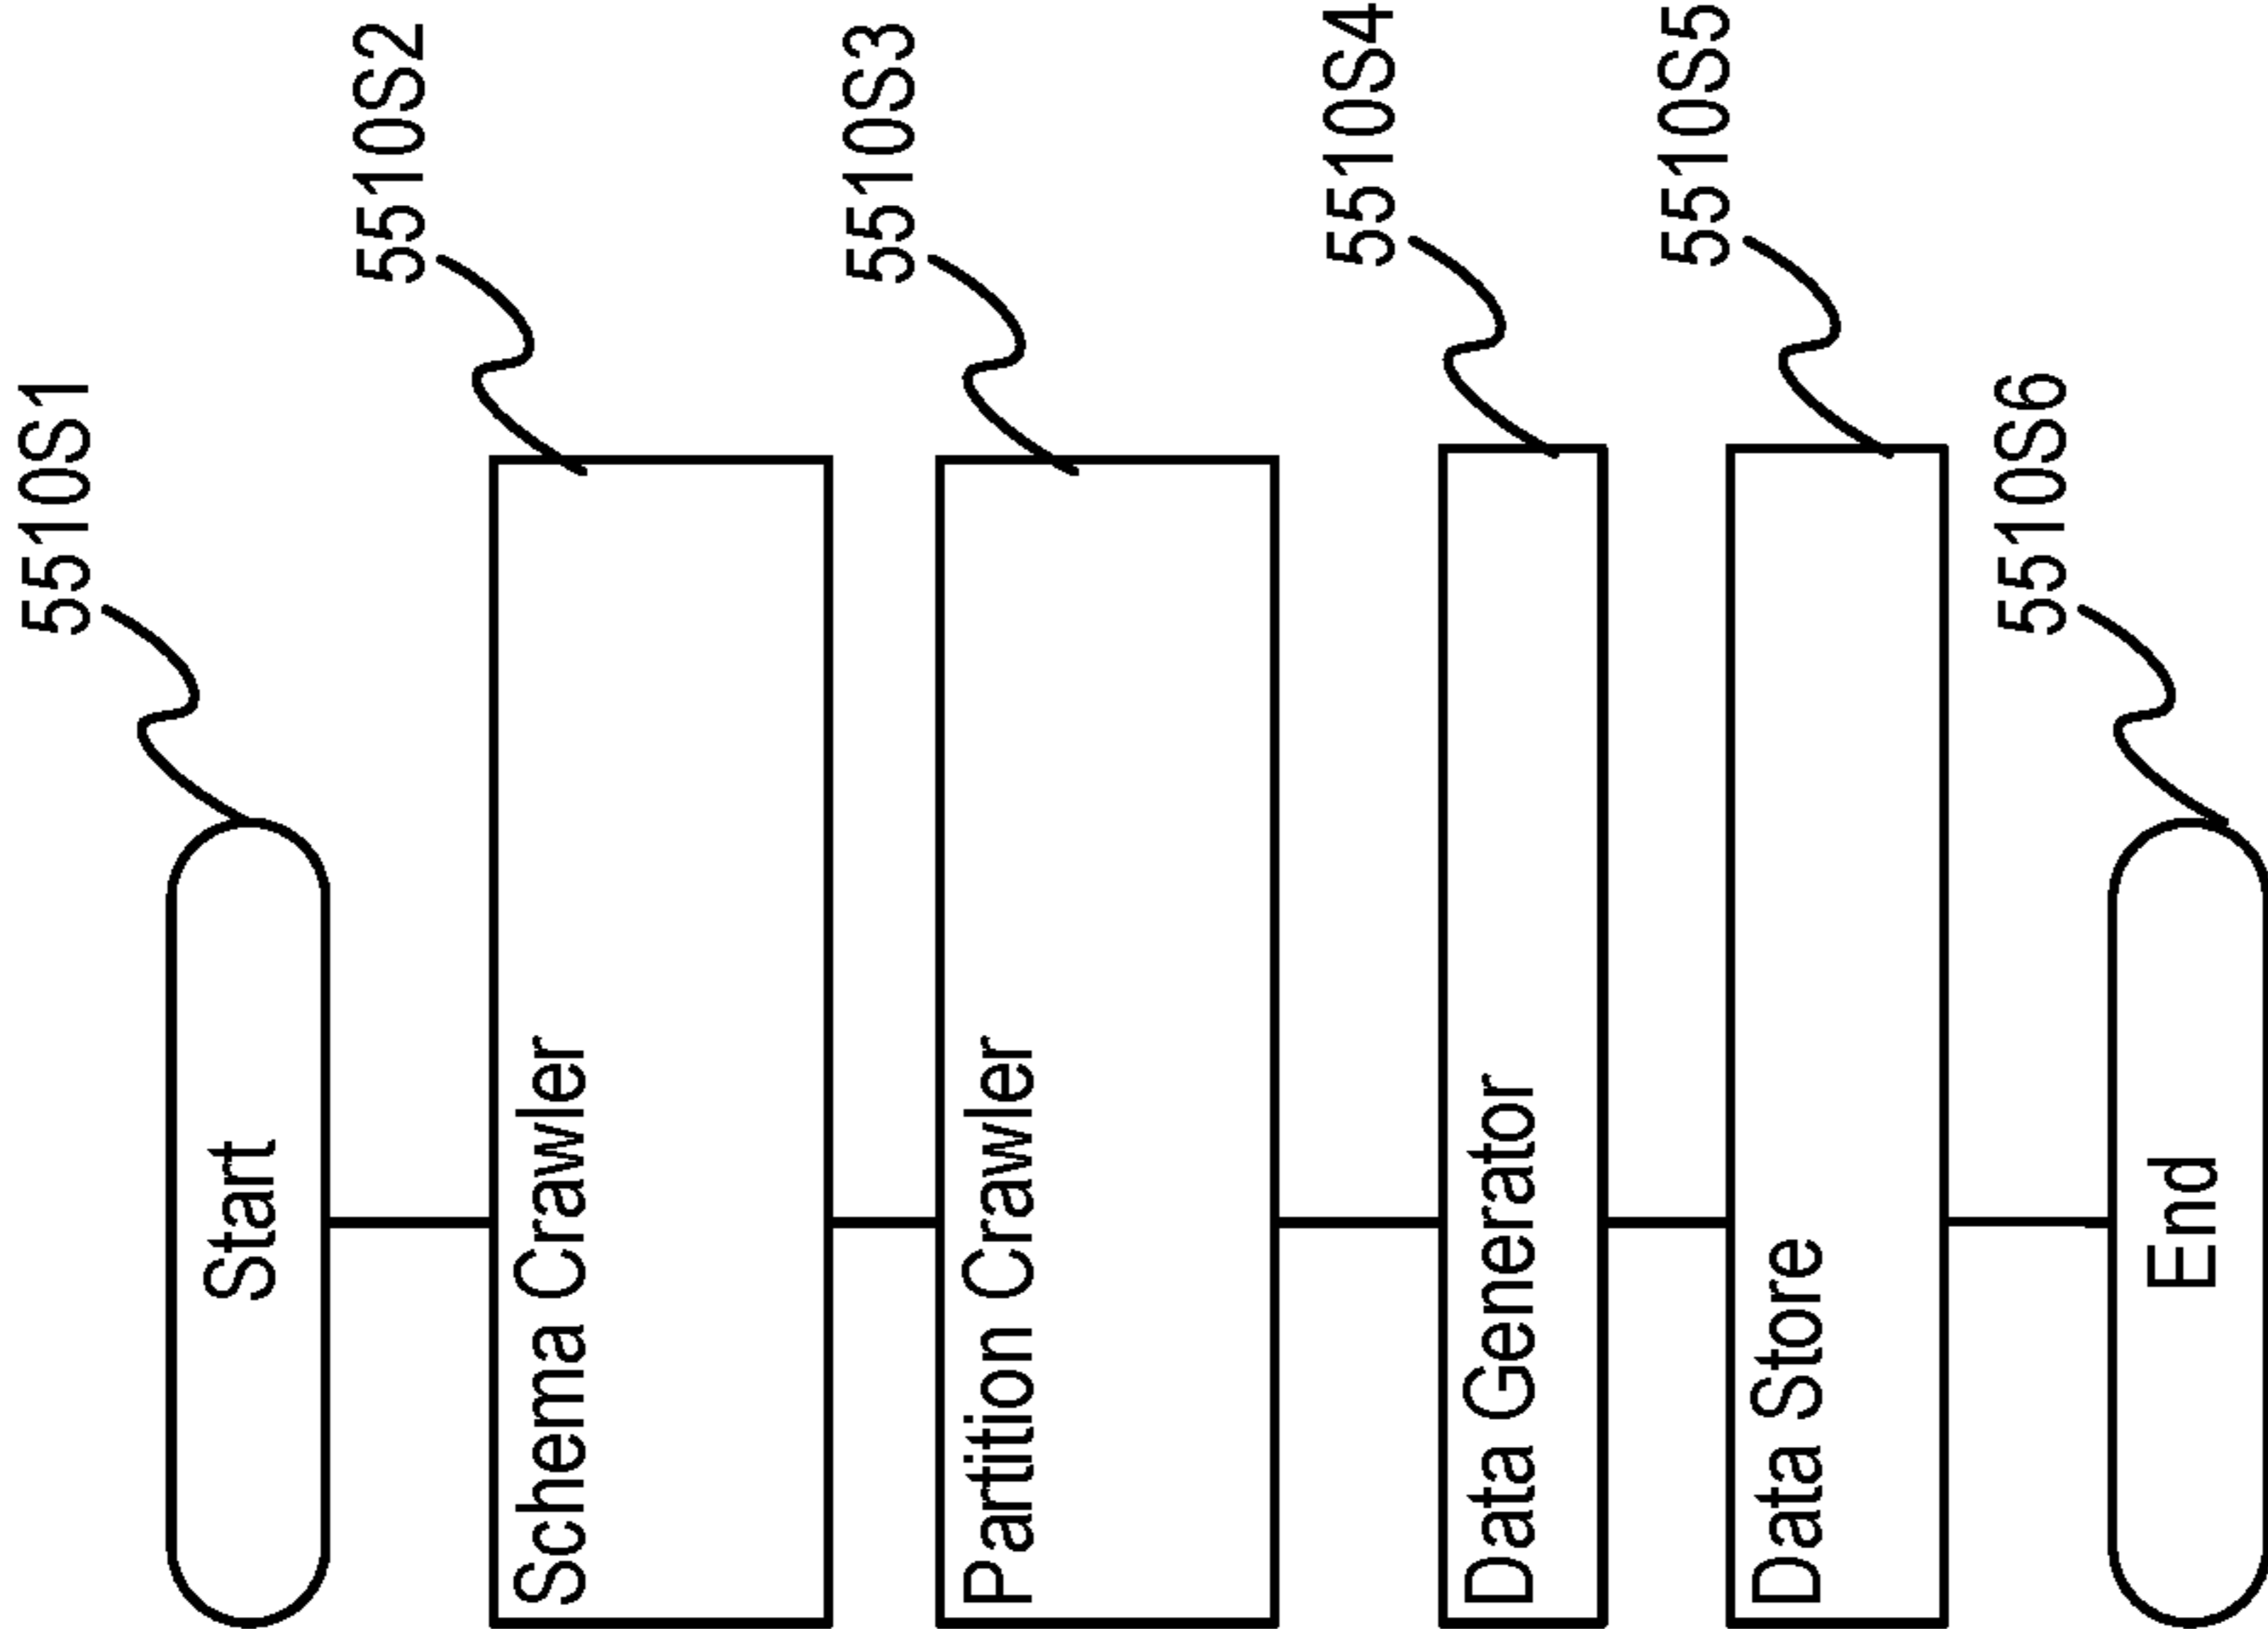 Start
5510S1
Schema Crawler
5510S2
Partition Crawler
5510S3
Data Generator
5510S4
Data Store
5510S5
End
5510S6